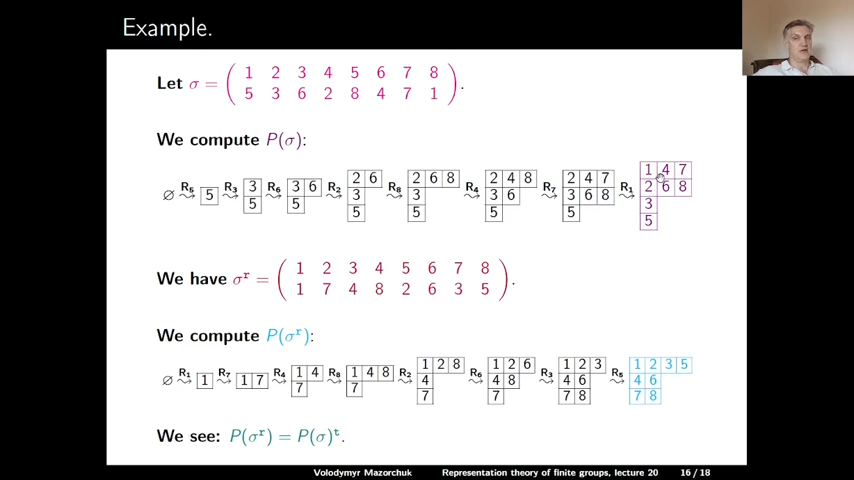 Example.
Let σ = ( 1 2 3 4 5 6 7 8
5 3 6 2 8 4 7 1 ).
We compute P(σ):
∅ R5⤳ 5 R3⤳ 3 / 5 R6⤳ 3 6 / 5 R2⤳ 2 6 / 3 / 5 R8⤳ 2 6 8 / 3 / 5 R4⤳ 2 4 8 / 3 6 / 5 R7⤳ 2 4 7 / 3 6 8 / 5 R1⤳ 1 4 7 / 2 6 8 / 3 / 5
We have σ^r = ( 1 2 3 4 5 6 7 8
1 7 4 8 2 6 3 5 ).
We compute P(σ^r):
∅ R1⤳ 1 R7⤳ 1 7 R4⤳ 1 4 / 7 R8⤳ 1 4 8 / 7 R2⤳ 1 2 8 / 4 / 7 R6⤳ 1 2 6 / 4 8 / 7 R3⤳ 1 2 3 / 4 6 / 7 8 R5⤳ 1 2 3 5 / 4 6 / 7 8
We see: P(σ^r) = P(σ)^t.
Volodymyr Mazorchuk Representation theory of finite groups, lecture 20 16/18